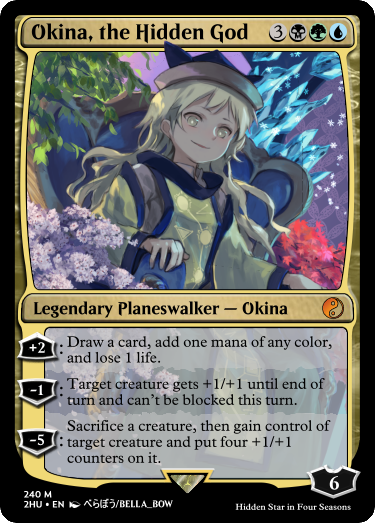 Okina, the Hidden God 3
Legendary Planeswalker — Okina
+2: Draw a card, add one mana of any color,
and lose 1 life.
-1: Target creature gets +1/+1 until end of
turn and can't be blocked this turn.
Sacrifice a creature, then gain control of
-5: target creature and put four +1/+1
counters on it.
6
240 M
2HU • EN べらぼう/BELLA_BOW
Hidden Star in Four Seasons